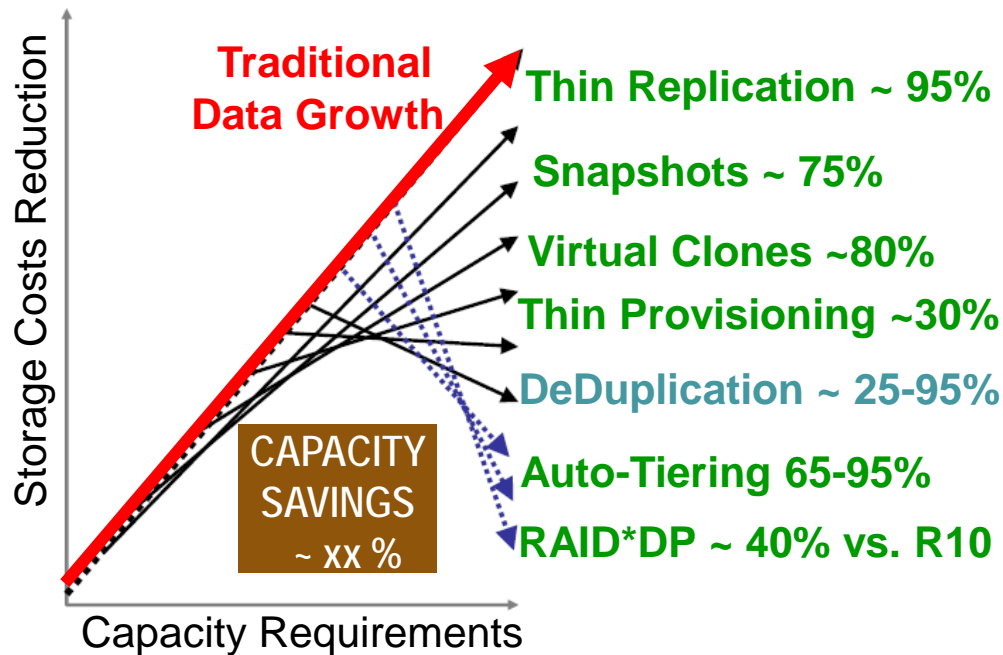 Storage Costs Reduction
Traditional
Data Growth
Thin Replication ~ 95%
Snapshots ~ 75%
Virtual Clones ~80%
Thin Provisioning ~30%
DeDuplication ~ 25-95%
Auto-Tiering 65-95%
RAID*DP ~ 40% vs. R10
CAPACITY
SAVINGS
~ xx %
Capacity Requirements